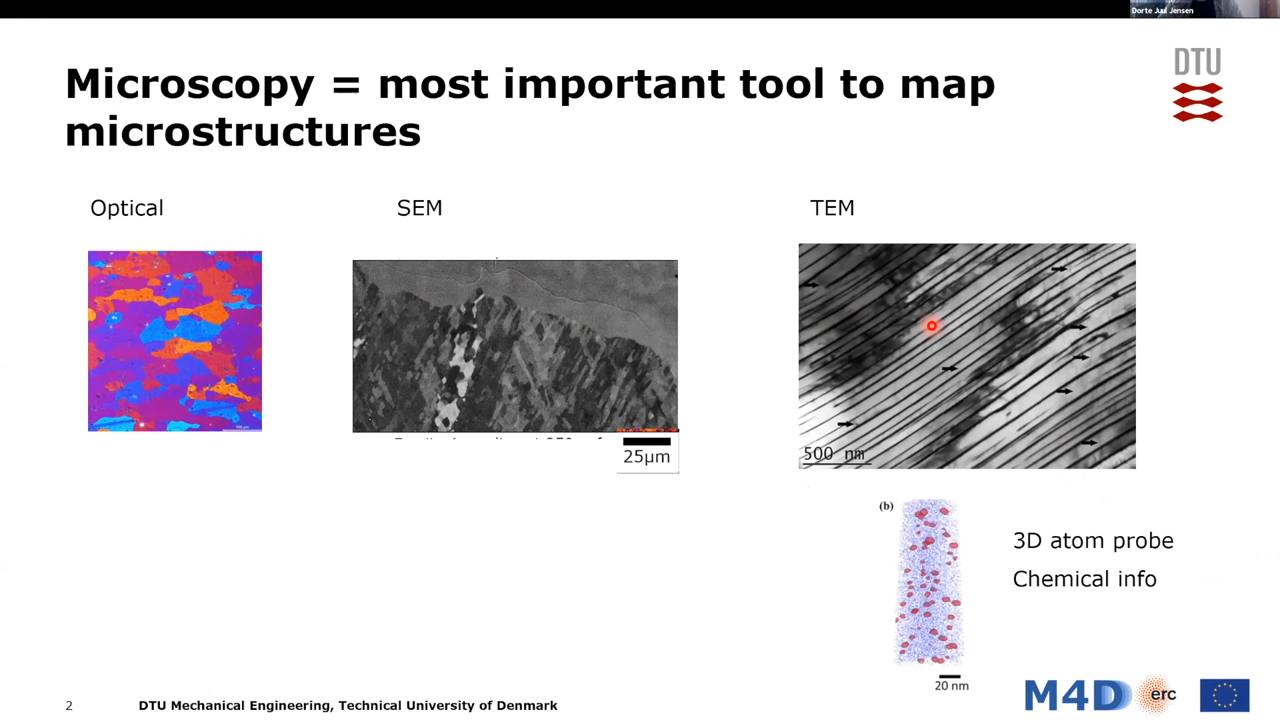 Dorte Juul Jensen
Microscopy = most important tool to map
microstructures
DTU
Optical
SEM
TEM
25µm
500 nm
(b)
3D atom probe
Chemical info
20 nm
2
DTU Mechanical Engineering, Technical University of Denmark
M4D
erc